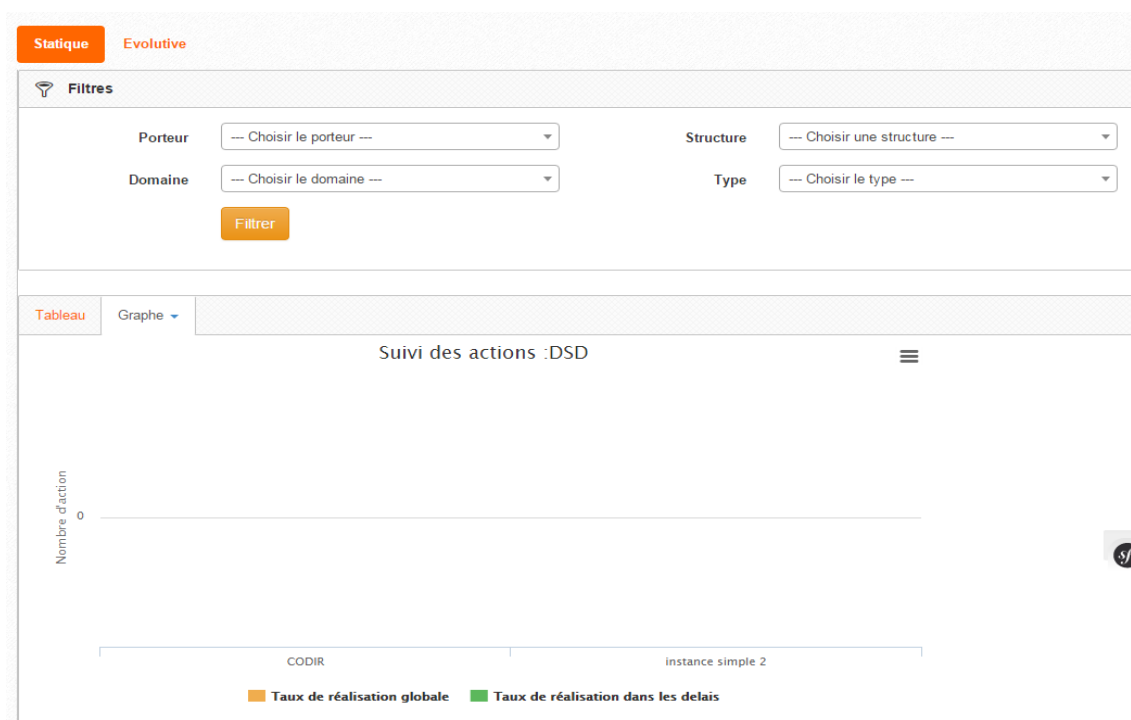 Statique Evolutive
Filtres
Porteur --- Choisir le porteur --- Structure --- Choisir une structure ---
Domaine --- Choisir le domaine --- Type --- Choisir le type ---
Filtrer
Tableau Graphe
Suivi des actions :DSD
Nombre d'action
0
CODIR instance simple 2
Taux de réalisation globale Taux de réalisation dans les delais
sf